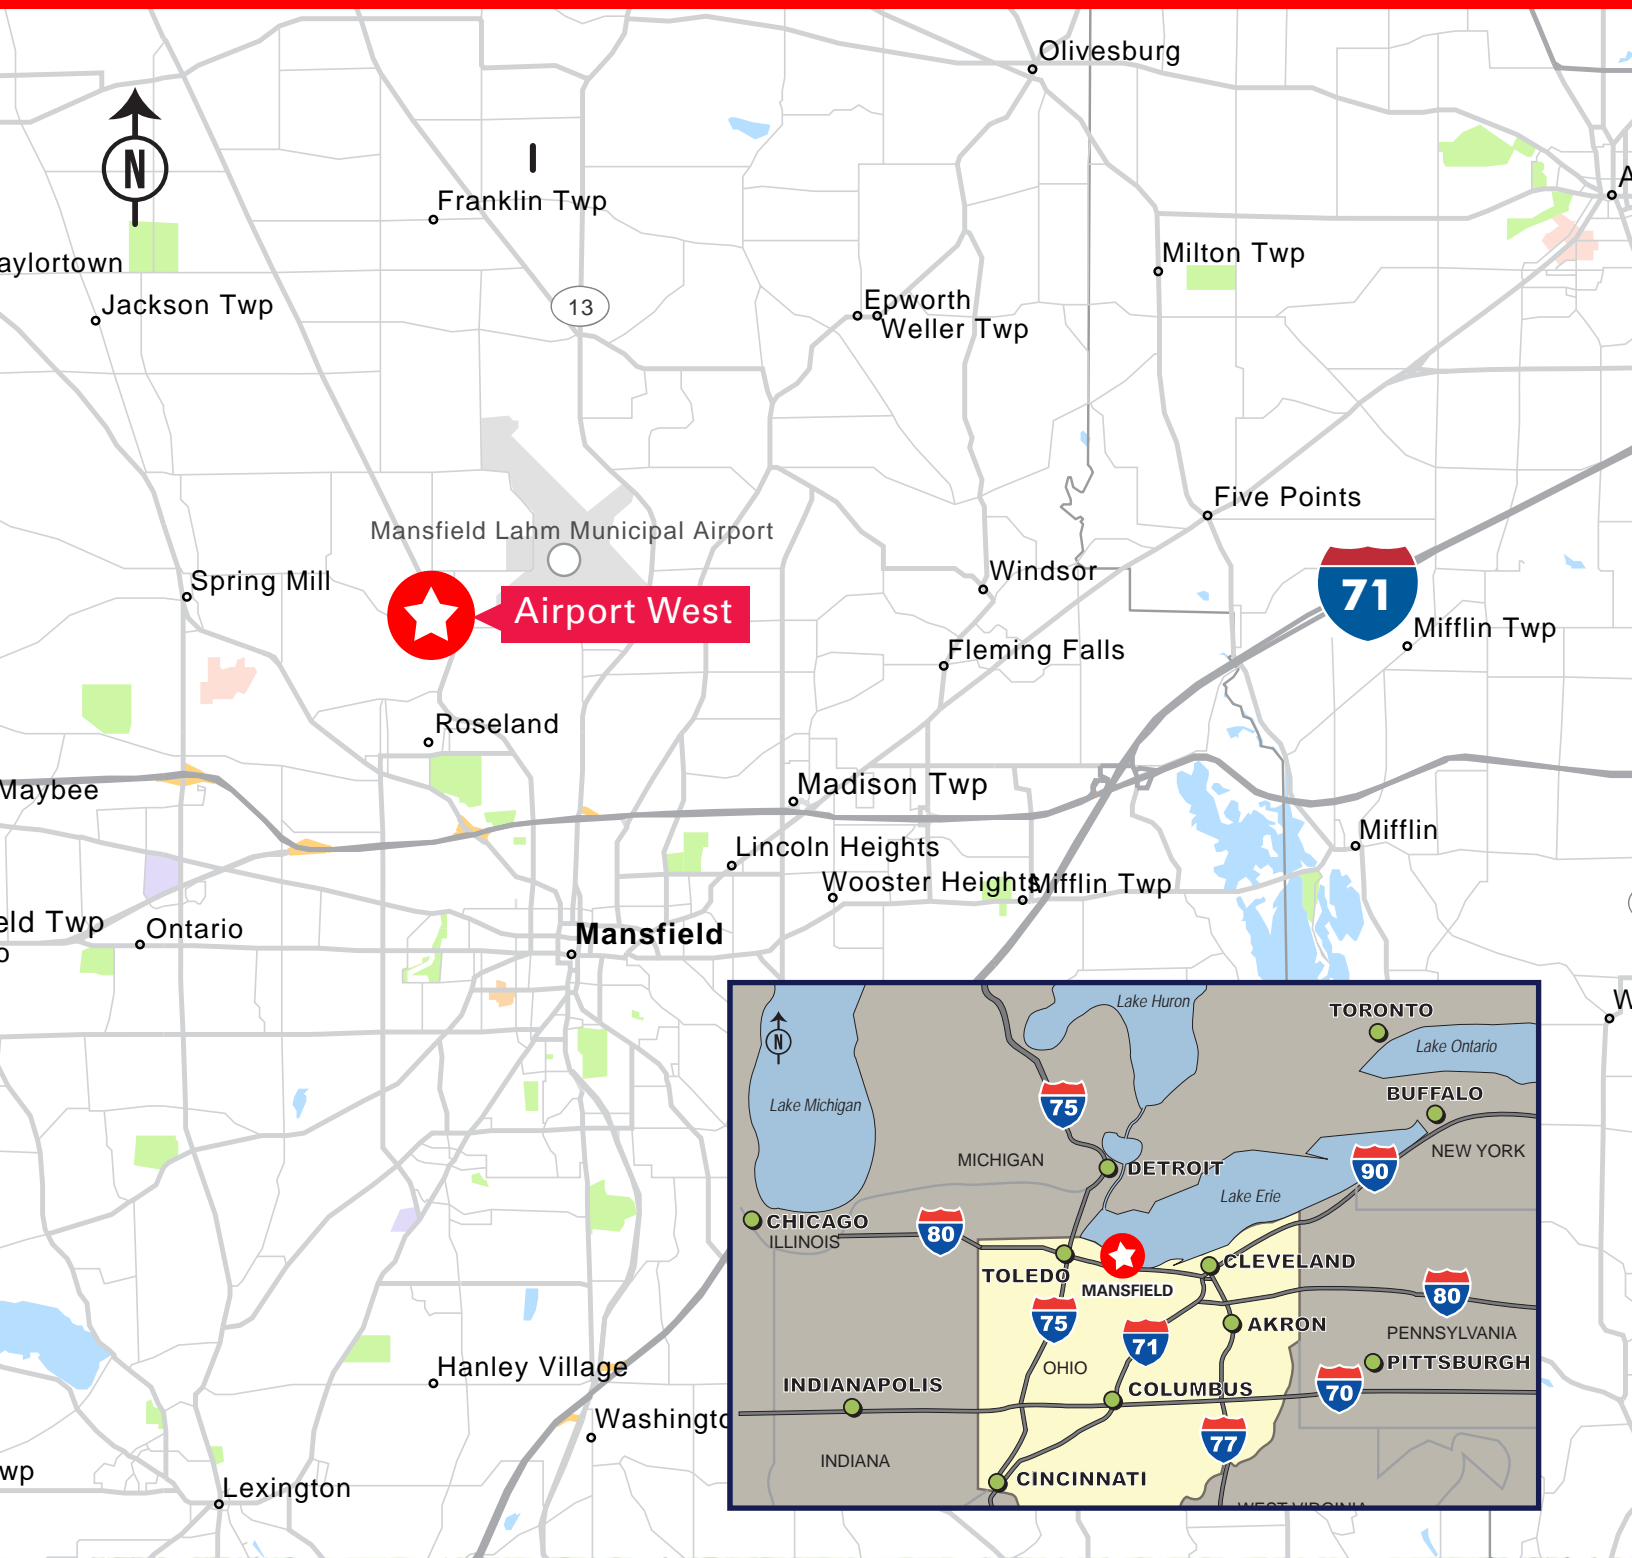 Olivesburg
N
Franklin Twp
A
aylortown
Milton Twp
Jackson Twp
13
Epworth
Weller Twp
Five Points
Mansfield Lahm Municipal Airport
Spring Mill
Windsor
71
Airport West
Mifflin Twp
Fleming Falls
Roseland
Maybee
Madison Twp
Mifflin
Lincoln Heights
Wooster Heights
Mifflin Twp
eld Twp
Ontario
Mansfield
W
Lake Huron
TORONTO
N
Lake Ontario
BUFFALO
Lake Michigan
75
MICHIGAN
DETROIT
90
NEW YORK
Lake Erie
CHICAGO
ILLINOIS
80
TOLEDO
CLEVELAND
MANSFIELD
80
75
71
AKRON
PENNSYLVANIA
OHIO
PITTSBURGH
INDIANAPOLIS
COLUMBUS
70
77
INDIANA
CINCINNATI
WEST VIRGINIA
Hanley Village
Washingto
wp
Lexington